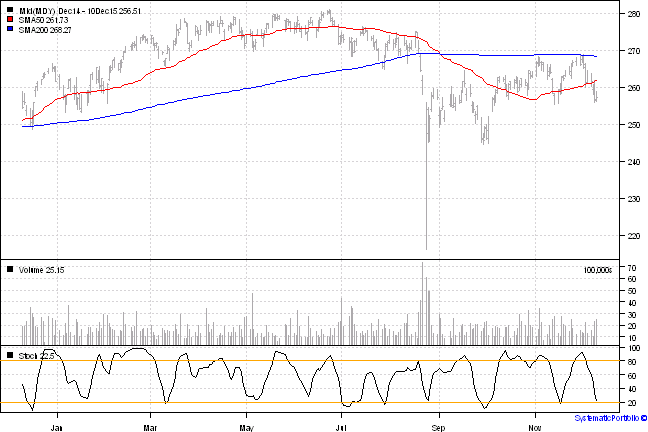 Mid(MDY) Dec14 - 10Dec15 256.51
SMA50 261.73
SMA200 268.27
280
270
260
250
240
230
220
Volume 25.15
100,000s
70
60
50
40
30
20
10
Stoch 22.5
100
80
60
40
20
Jan
Mar
May
Jul
Sep
Nov
SystematicPortfolio ©